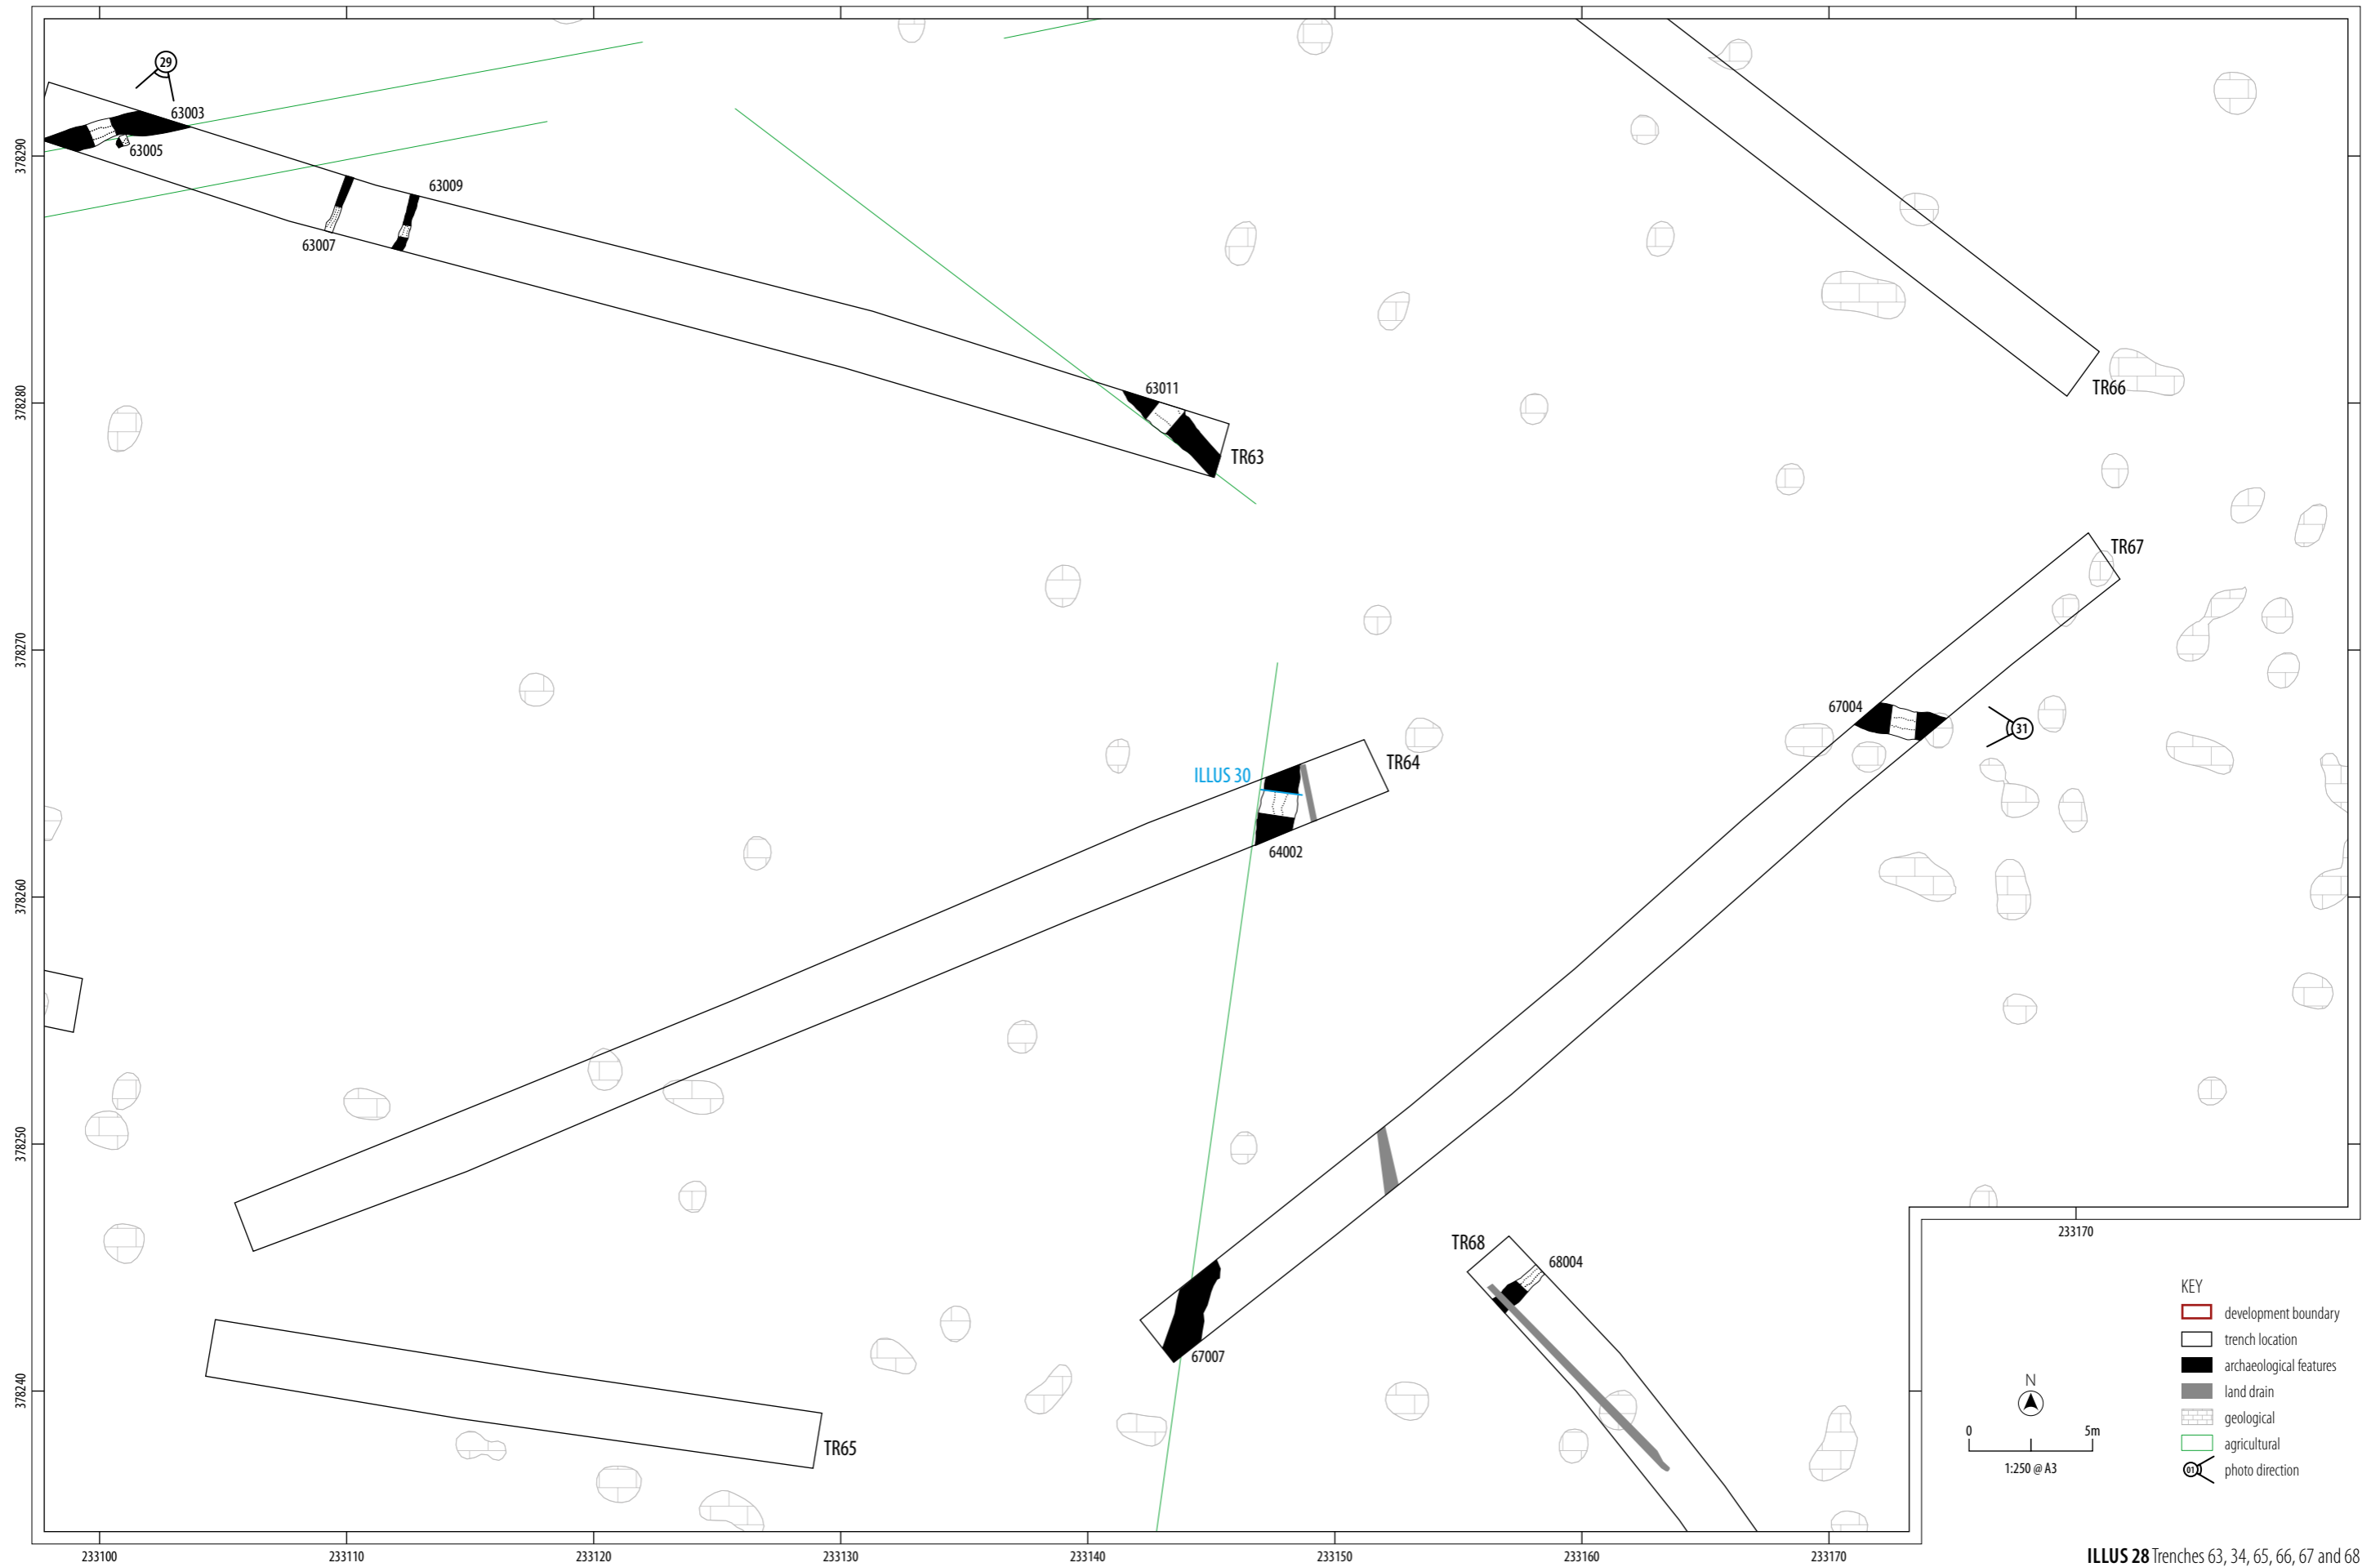 29
63003
63005
63009
63007
63011
TR63
TR66
TR67
67004
31
ILLUS 30
TR64
64002
TR68
68004
67007
TR65
378290
378280
378270
378260
378250
378240
233170
KEY
development boundary
trench location
archaeological features
land drain
geological
agricultural
01 photo direction
N
0 5m
1:250 @ A3
233100 233110 233120 233130 233140 233150 233160 233170
ILLUS 28 Trenches 63, 34, 65, 66, 67 and 68